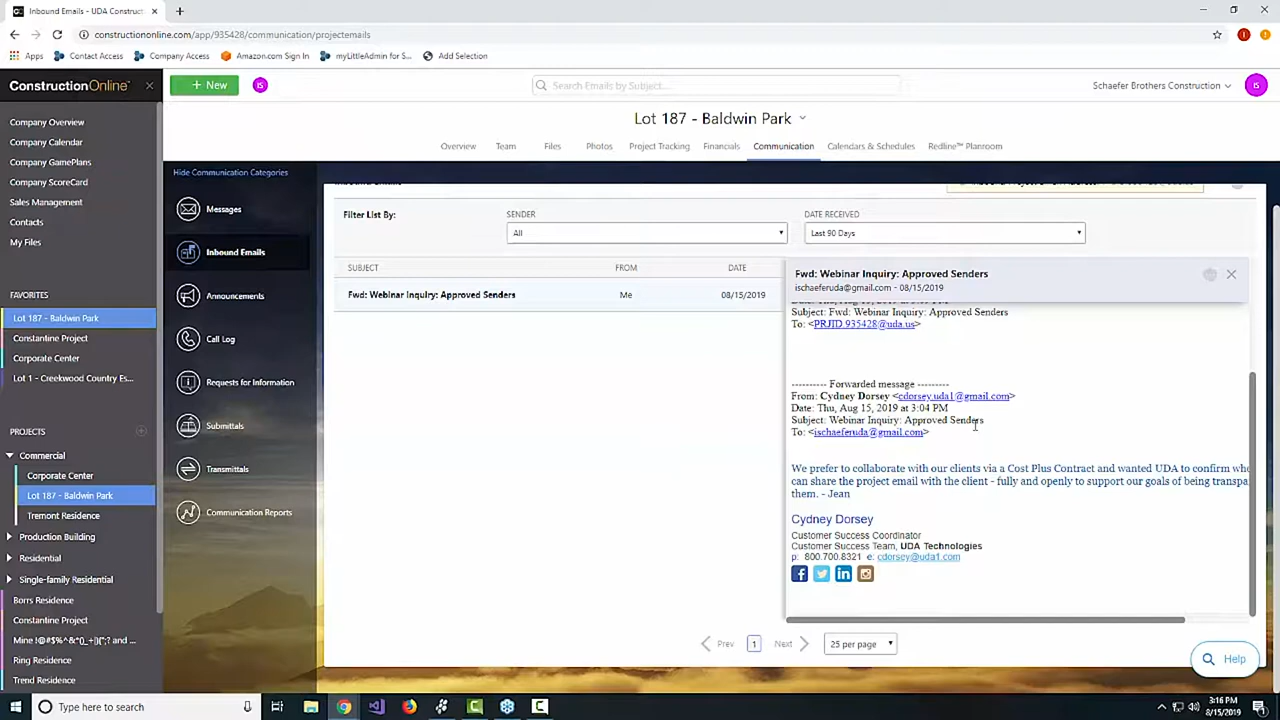 Inbound Emails - UDA Construct
constructiononline.com/app/935428/communication/projectemails
Apps
Contact Access
Company Access
Amazon.com Sign In
myLittleAdmin for S...
Add Selection
ConstructionOnline™
+ New
IS
Search Emails by Subject...
Schaefer Brothers Construction
IS
Company Overview
Company Calendar
Company GamePlans
Company ScoreCard
Sales Management
Contacts
My Files
FAVORITES
Lot 187 - Baldwin Park
Constantine Project
Corporate Center
Lot 1 - Creekwood Country Es...
PROJECTS
Commercial
Corporate Center
Lot 187 - Baldwin Park
Tremont Residence
Production Building
Residential
Single-family Residential
Borrs Residence
Constantine Project
Mine !@#$%^&*()_+|{";? and ...
Ring Residence
Trend Residence
Lot 187 - Baldwin Park
Overview
Team
Files
Photos
Project Tracking
Financials
Communication
Calendars & Schedules
Redline™ Planroom
Hide Communication Categories
Messages
Inbound Emails
Announcements
Call Log
Requests for Information
Submittals
Transmittals
Communication Reports
Filter List By:
SENDER
All
DATE RECEIVED
Last 90 Days
SUBJECT
FROM
DATE
Fwd: Webinar Inquiry: Approved Senders
Me
08/15/2019
Fwd: Webinar Inquiry: Approved Senders
ischaeferuda@gmail.com - 08/15/2019
Subject: Fwd: Webinar Inquiry: Approved Senders
To: <PRJID.935428@uda.us>
---------- Forwarded message ---------
From: Cydney Dorsey <cdorsey.uda1@gmail.com>
Date: Thu, Aug 15, 2019 at 3:04 PM
Subject: Webinar Inquiry: Approved Senders
To: <ischaeferuda@gmail.com>
We prefer to collaborate with our clients via a Cost Plus Contract and wanted UDA to confirm whe
can share the project email with the client - fully and openly to support our goals of being transpa
them. - Jean
Cydney Dorsey
Customer Success Coordinator
Customer Success Team, UDA Technologies
p: 800.700.8321 e: cdorsey@uda1.com
Prev
1
Next
25 per page
Help
Type here to search
3:16 PM
8/15/2019